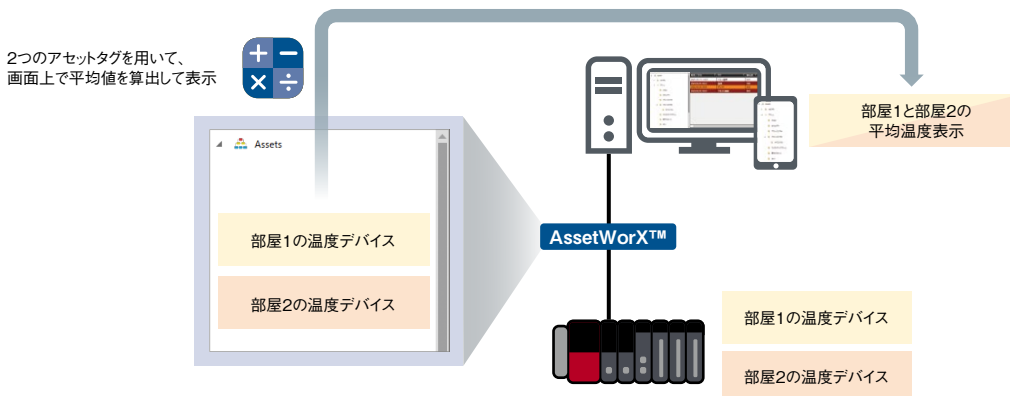 2つのアセットタグを用いて、
画面上で平均値を算出して表示
Assets
部屋1の温度デバイス
部屋2の温度デバイス
AssetWorX™
部屋1と部屋2の
平均温度表示
部屋1の温度デバイス
部屋2の温度デバイス